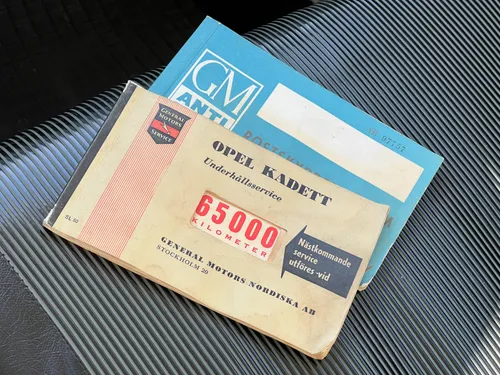 GM
ANTI
GENERAL
MOTORS
SERVICE
OPEL KADETT
Underhållsservice
65000
KILOMETER
Nästkommande
service
utföres vid
GENERAL MOTORS NORDISKA AB
STOCKHOLM 20